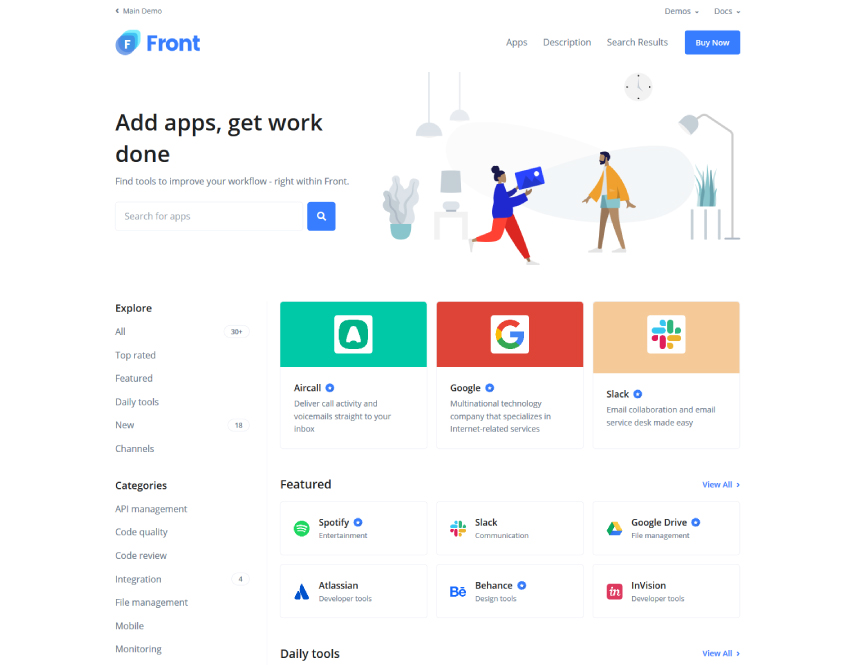 Main Demo
Demos Docs
F Front
Apps Description Search Results Buy Now
Add apps, get work
done
Find tools to improve your workflow - right within Front.
Search for apps
Explore
All 30+
Top rated
Featured
Daily tools
New 18
Channels
Categories
API management
Code quality
Code review
Integration 4
File management
Mobile
Monitoring
Aircall
Deliver call activity and
voicemails straight to your
inbox
Google
Multinational technology
company that specializes in
Internet-related services
Slack
Email collaboration and email
service desk made easy
Featured View All
Spotify
Entertainment
Slack
Communication
Google Drive
File management
Atlassian
Developer tools
Bē Behance
Design tools
in InVision
Developer tools
Daily tools View All